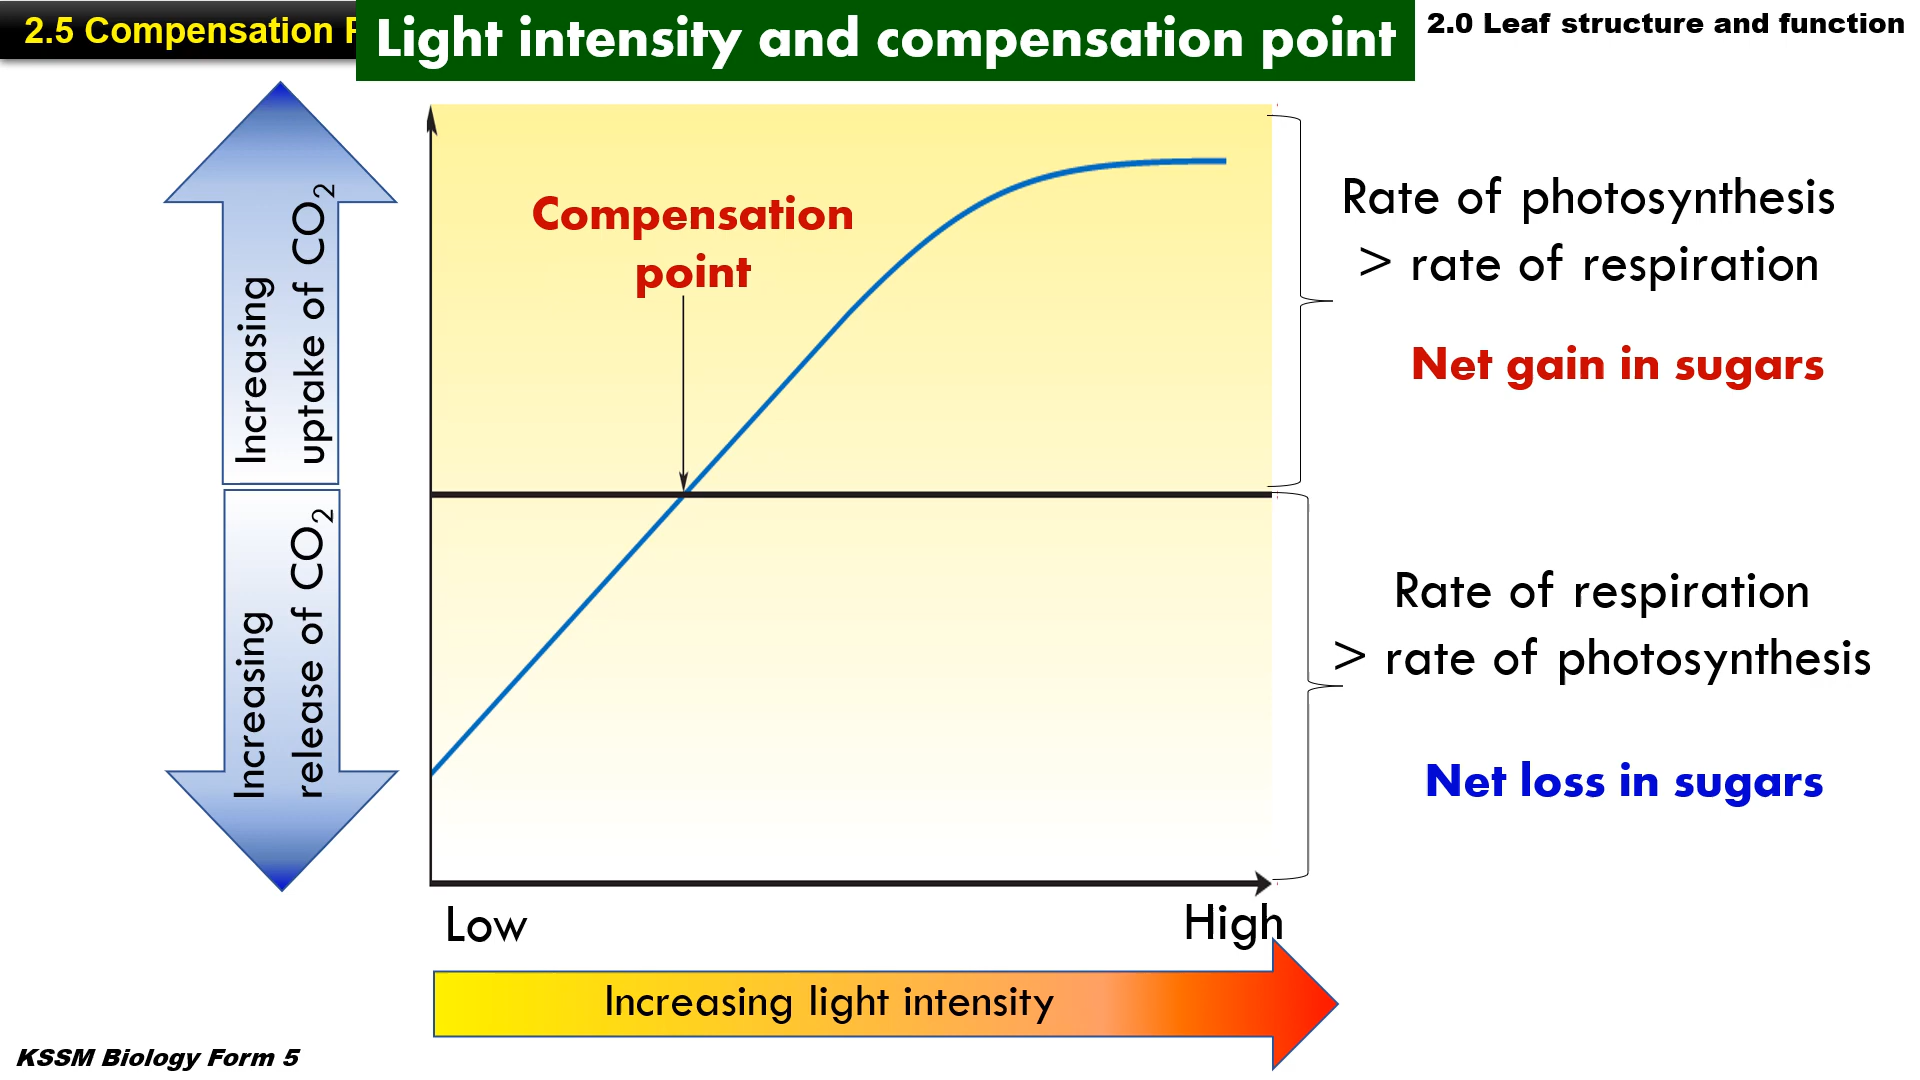 2.5 Compensation
Light intensity and compensation point
2.0 Leaf structure and function
Increasing
uptake of CO₂
Compensation
point
Rate of photosynthesis
> rate of respiration
Net gain in sugars
Increasing
release of CO₂
Rate of respiration
> rate of photosynthesis
Net loss in sugars
Low
High
Increasing light intensity
KSSM Biology Form 5